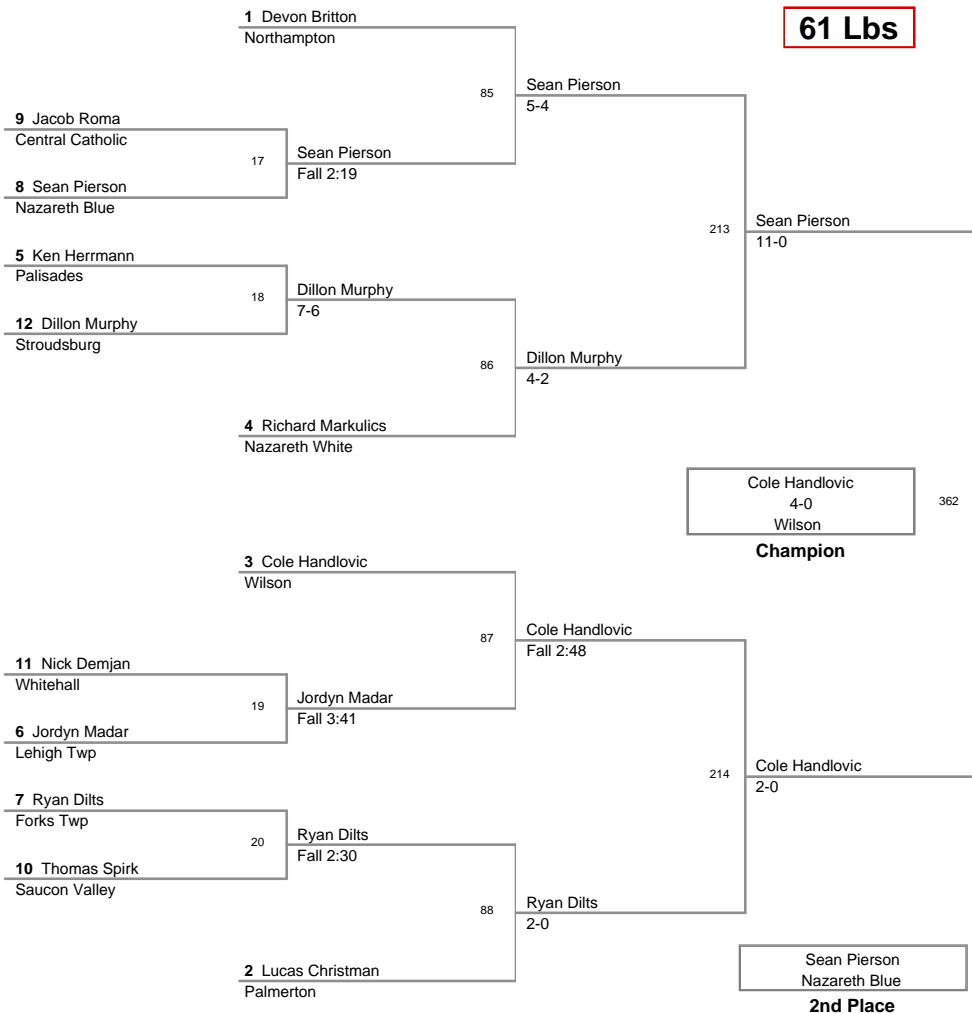 61 Lbs
1 Devon Britton
Northampton
85
Sean Pierson
5-4
9 Jacob Roma
Central Catholic
17
Sean Pierson
Fall 2:19
8 Sean Pierson
Nazareth Blue
213
Sean Pierson
11-0
5 Ken Herrmann
Palisades
18
Dillon Murphy
7-6
12 Dillon Murphy
Stroudsburg
86
Dillon Murphy
4-2
4 Richard Markulics
Nazareth White
Cole Handlovic
4-0
Wilson
362
Champion
3 Cole Handlovic
Wilson
87
Cole Handlovic
Fall 2:48
11 Nick Demjan
Whitehall
19
Jordyn Madar
Fall 3:41
6 Jordyn Madar
Lehigh Twp
214
Cole Handlovic
2-0
7 Ryan Dilts
Forks Twp
20
Ryan Dilts
Fall 2:30
10 Thomas Spirk
Saucon Valley
88
Ryan Dilts
2-0
2 Lucas Christman
Palmerton
Sean Pierson
Nazareth Blue
2nd Place